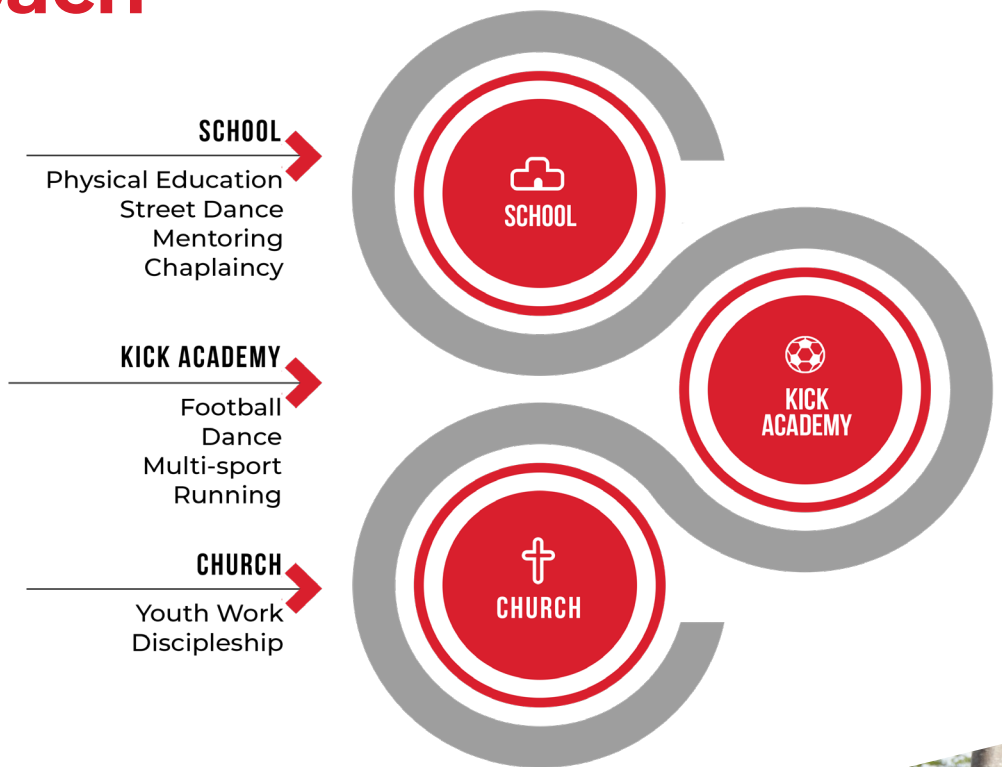 SCHOOL
Physical Education
Street Dance
Mentoring
Chaplaincy
KICK ACADEMY
Football
Dance
Multi-sport
Running
CHURCH
Youth Work
Discipleship
SCHOOL
KICK
ACADEMY
CHURCH